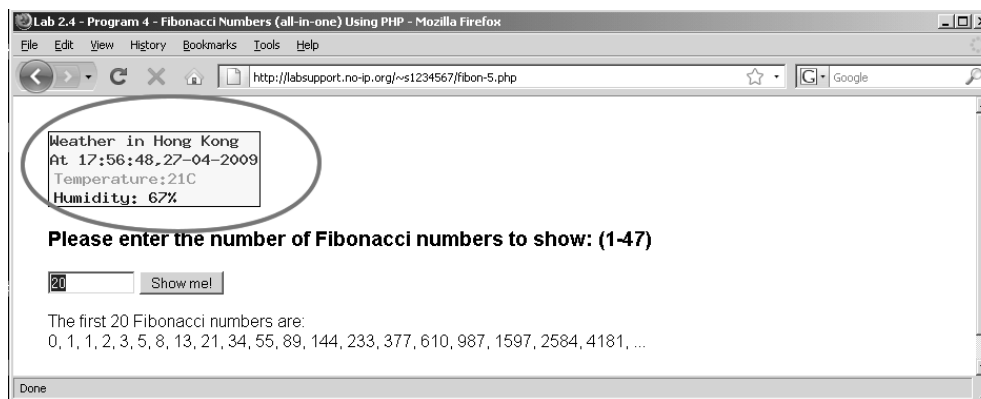 Lab 2.4 - Program 4 - Fibonacci Numbers (all-in-one) Using PHP - Mozilla Firefox
File Edit View History Bookmarks Tools Help
http://labsupport.no-ip.org/~s1234567/fibon-5.php G Google
Weather in Hong Kong
At 17:56:48,27-04-2009
Temperature:21C
Humidity: 67%
Please enter the number of Fibonacci numbers to show: (1-47)
20 Show me!
The first 20 Fibonacci numbers are:
0, 1, 1, 2, 3, 5, 8, 13, 21, 34, 55, 89, 144, 233, 377, 610, 987, 1597, 2584, 4181, ...
Done